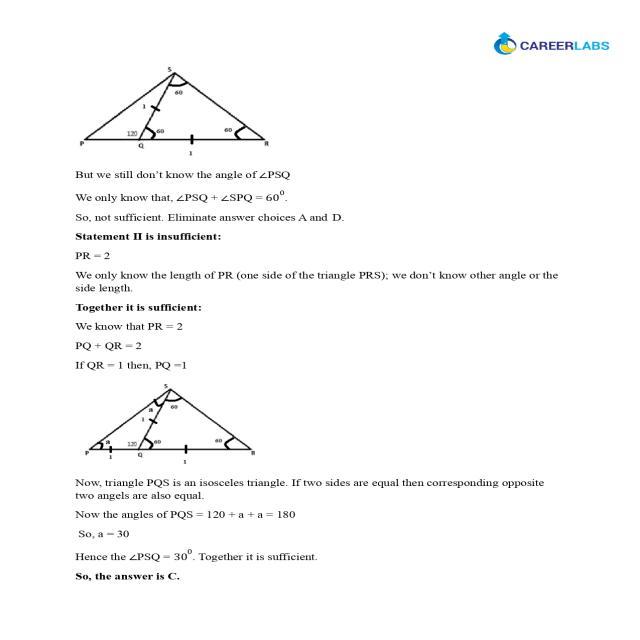 CAREERLABS
S
60
1
120
60
60
P
Q
R
1
But we still don't know the angle of ∠PSQ
We only know that, ∠PSQ + ∠SPQ = 60⁰.
So, not sufficient. Eliminate answer choices A and D.
Statement II is insufficient:
PR = 2
We only know the length of PR (one side of the triangle PRS); we don't know other angle or the
side length.
Together it is sufficient:
We know that PR = 2
PQ + QR = 2
If QR = 1 then, PQ =1
S
a
60
1
a
120
60
60
P
1
Q
1
R
Now, triangle PQS is an isosceles triangle. If two sides are equal then corresponding opposite
two angels are also equal.
Now the angles of PQS = 120 + a + a = 180
So, a = 30
Hence the ∠PSQ = 30⁰. Together it is sufficient.
So, the answer is C.